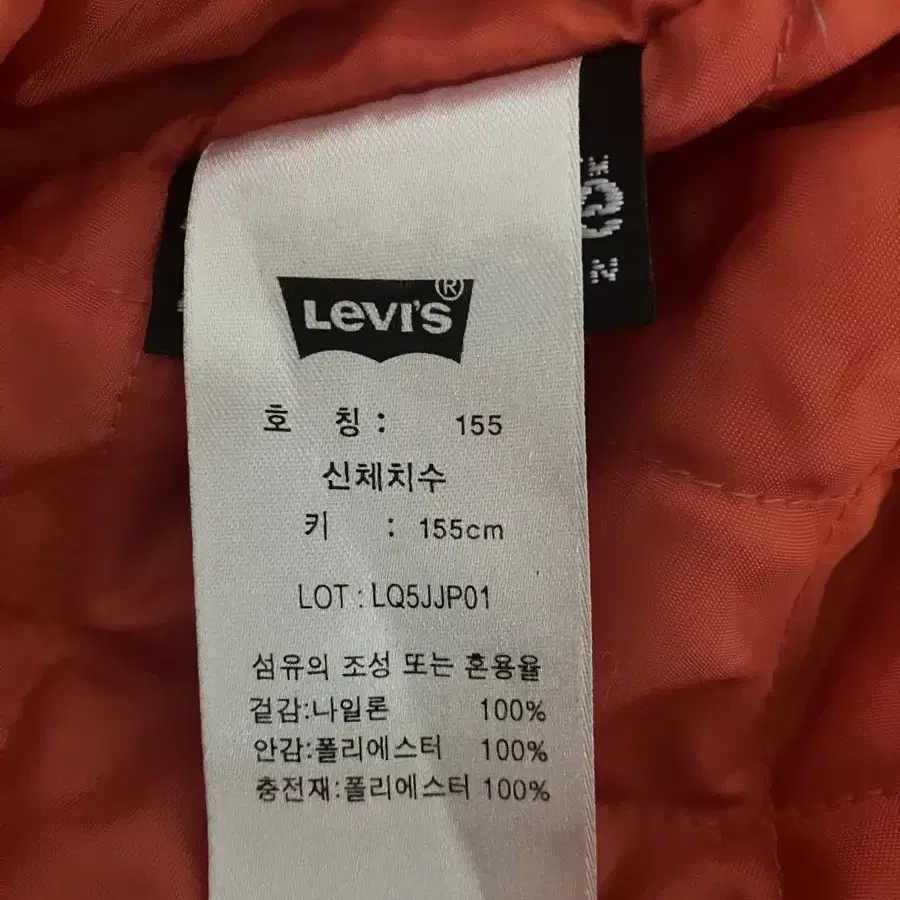 LEVI'S®
호 칭 : 155
신체치수
키 : 155cm
LOT : LQ5JJP01
섬유의 조성 또는 혼용율
겉감:나일론 100%
안감:폴리에스터 100%
충전재:폴리에스터 100%